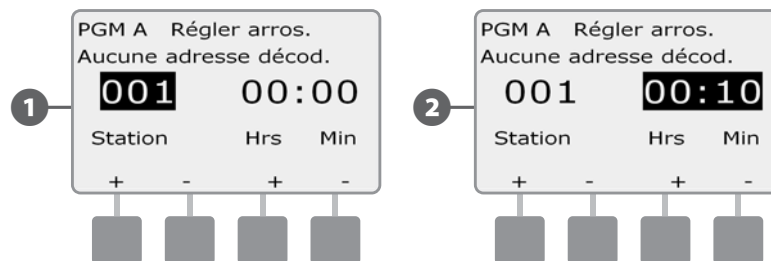 1
PGM A Régler arros.
Aucune adresse décod.
001 00:00
Station Hrs Min
+ - + -
2
PGM A Régler arros.
Aucune adresse décod.
001 00:10
Station Hrs Min
+ - + -